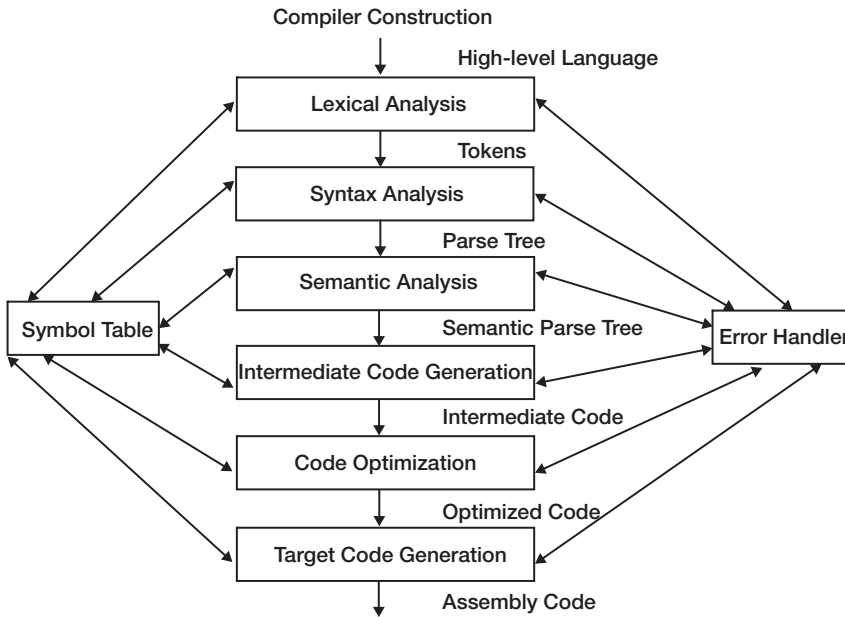 Compiler Construction
High-level Language
Lexical Analysis
Tokens
Syntax Analysis
Parse Tree
Semantic Analysis
Symbol Table
Semantic Parse Tree
Error Handler
Intermediate Code Generation
Intermediate Code
Code Optimization
Optimized Code
Target Code Generation
Assembly Code